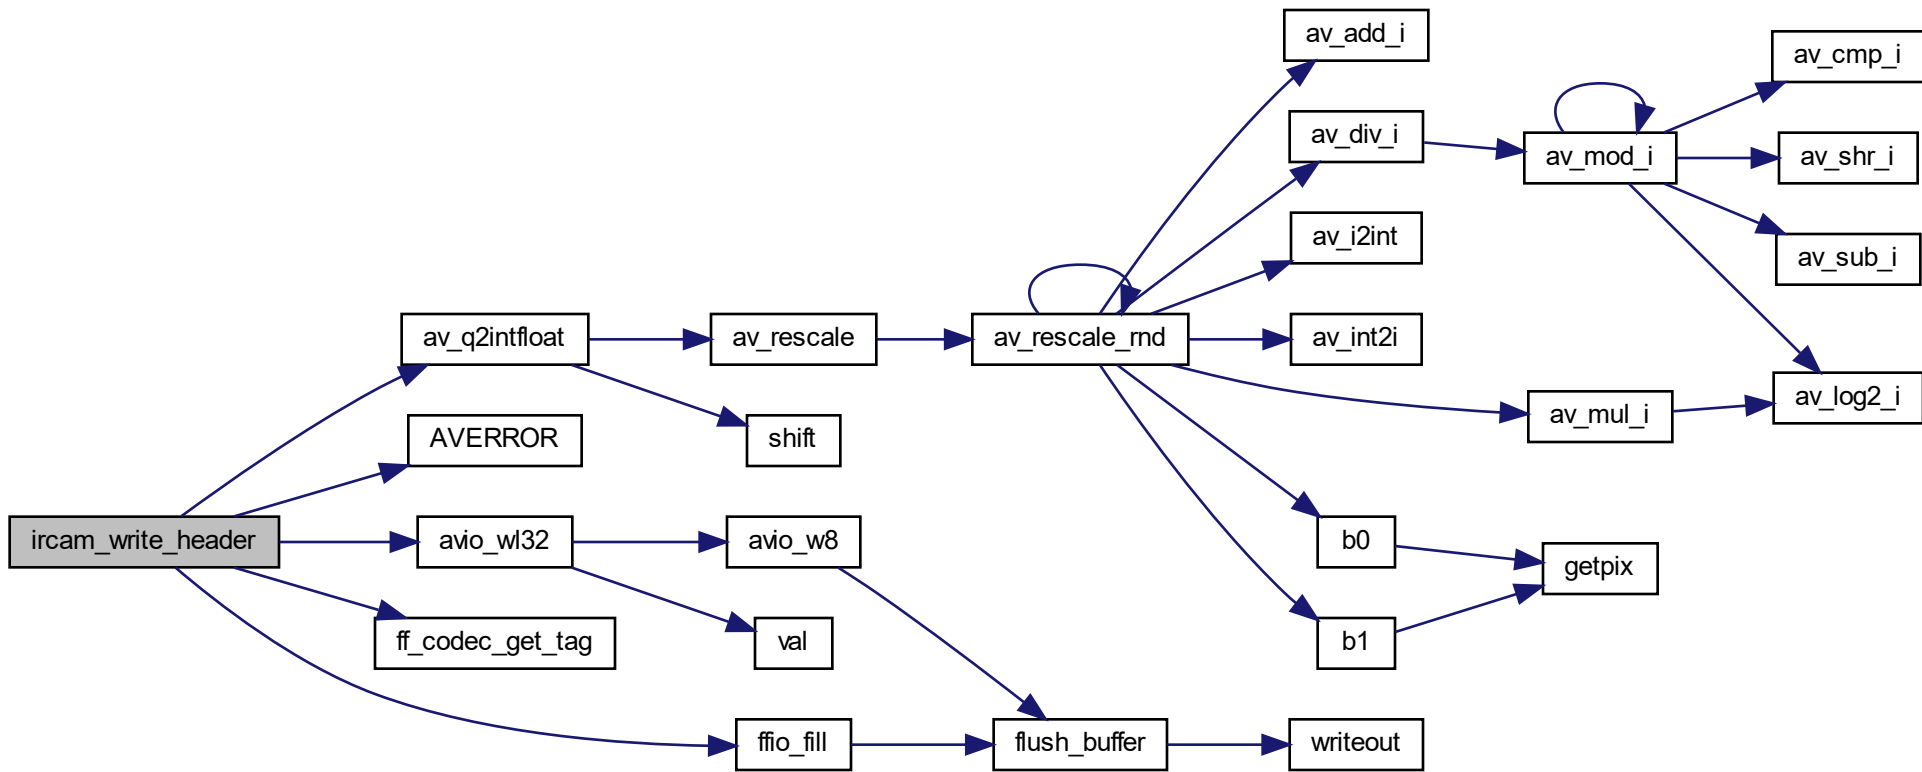 av_add_i
av_cmp_i
av_div_i
av_mod_i
av_shr_i
av_i2int
av_sub_i
av_q2intfloat
av_rescale
av_rescale_rnd
av_int2i
av_log2_i
AVERROR
shift
av_mul_i
ircam_write_header
avio_wl32
avio_w8
b0
getpix
ff_codec_get_tag
val
b1
ffio_fill
flush_buffer
writeout